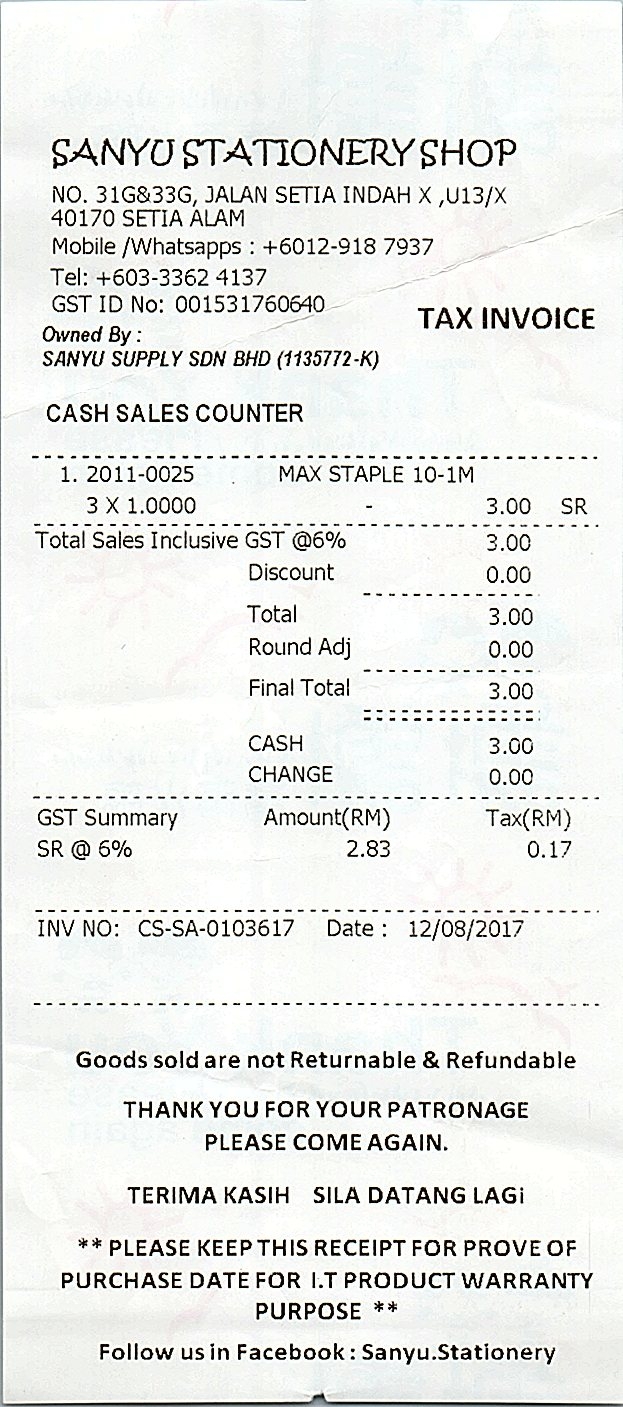 SANYU STATIONERY SHOP
NO. 31G&33G, JALAN SETIA INDAH X ,U13/X
40170 SETIA ALAM
Mobile /Whatsapps : +6012-918 7937
Tel: +603-3362 4137
GST ID No: 001531760640
TAX INVOICE
Owned By :
SANYU SUPPLY SDN BHD (1135772-K)
CASH SALES COUNTER
1. 2011-0025 MAX STAPLE 10-1M
3 X 1.0000 - 3.00 SR
Total Sales Inclusive GST @6% 3.00
Discount 0.00
Total 3.00
Round Adj 0.00
Final Total 3.00
CASH 3.00
CHANGE 0.00
GST Summary Amount(RM) Tax(RM)
SR @ 6% 2.83 0.17
INV NO: CS-SA-0103617 Date : 12/08/2017
Goods sold are not Returnable & Refundable
THANK YOU FOR YOUR PATRONAGE
PLEASE COME AGAIN.
TERIMA KASIH SILA DATANG LAGi
** PLEASE KEEP THIS RECEIPT FOR PROVE OF
PURCHASE DATE FOR I.T PRODUCT WARRANTY
PURPOSE **
Follow us in Facebook : Sanyu.Stationery